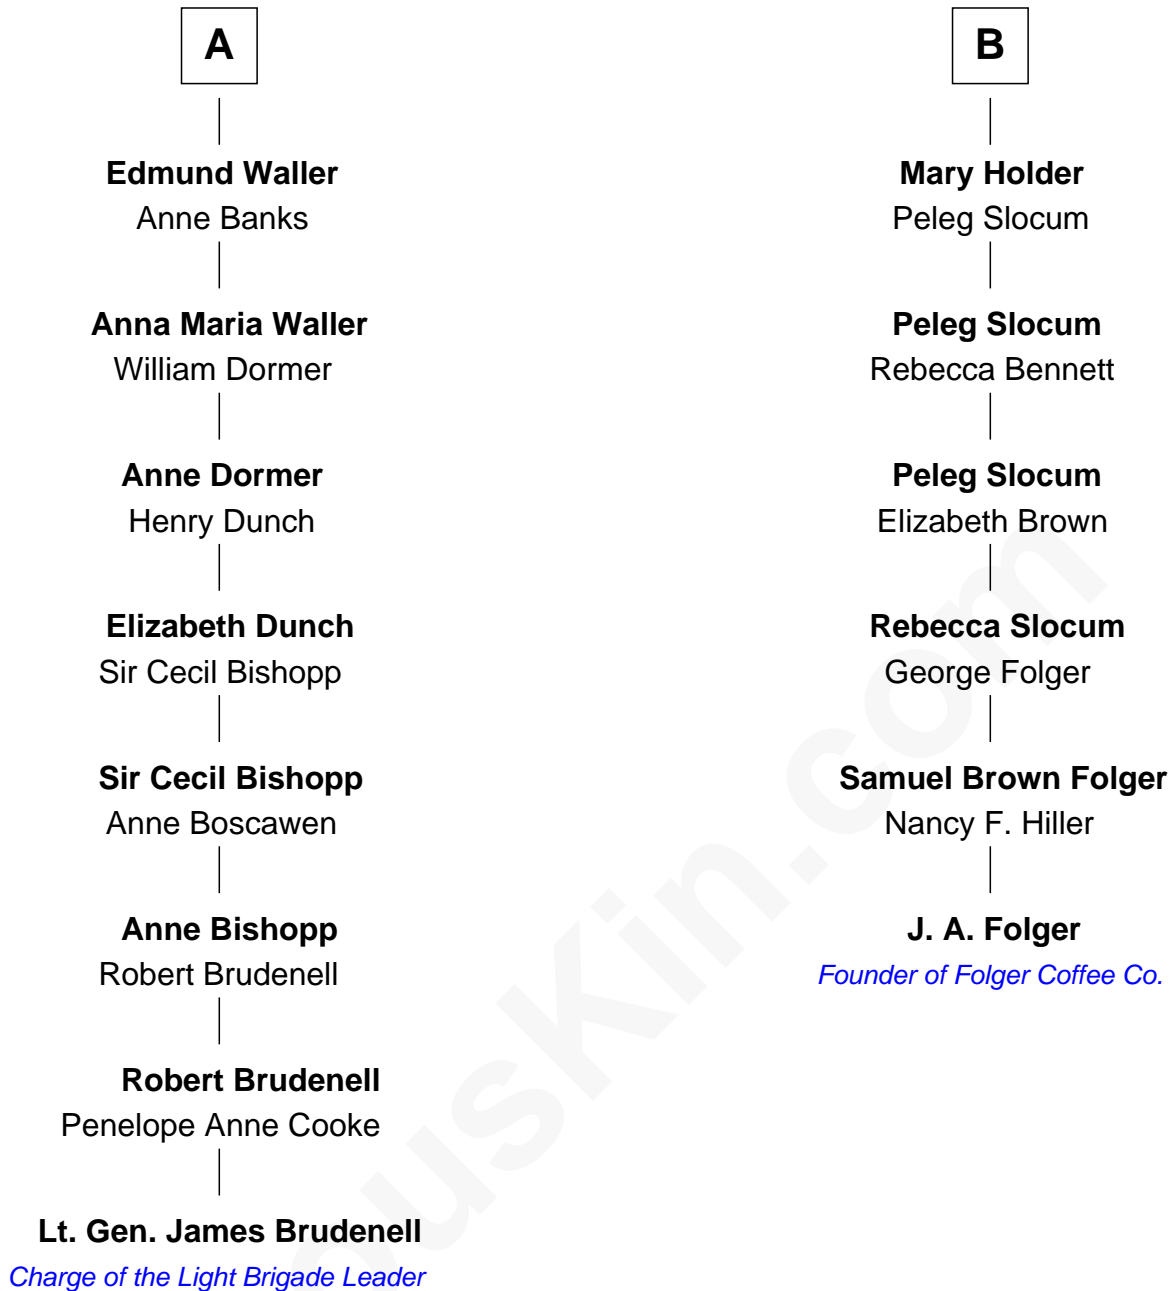 A
Edmund Waller
Anne Banks
Anna Maria Waller
William Dormer
Anne Dormer
Henry Dunch
Elizabeth Dunch
Sir Cecil Bishopp
Sir Cecil Bishopp
Anne Boscawen
Anne Bishopp
Robert Brudenell
Robert Brudenell
Penelope Anne Cooke
Lt. Gen. James Brudenell
Charge of the Light Brigade Leader
B
Mary Holder
Peleg Slocum
Peleg Slocum
Rebecca Bennett
Peleg Slocum
Elizabeth Brown
Rebecca Slocum
George Folger
Samuel Brown Folger
Nancy F. Hiller
J. A. Folger
Founder of Folger Coffee Co.
ousKin.com